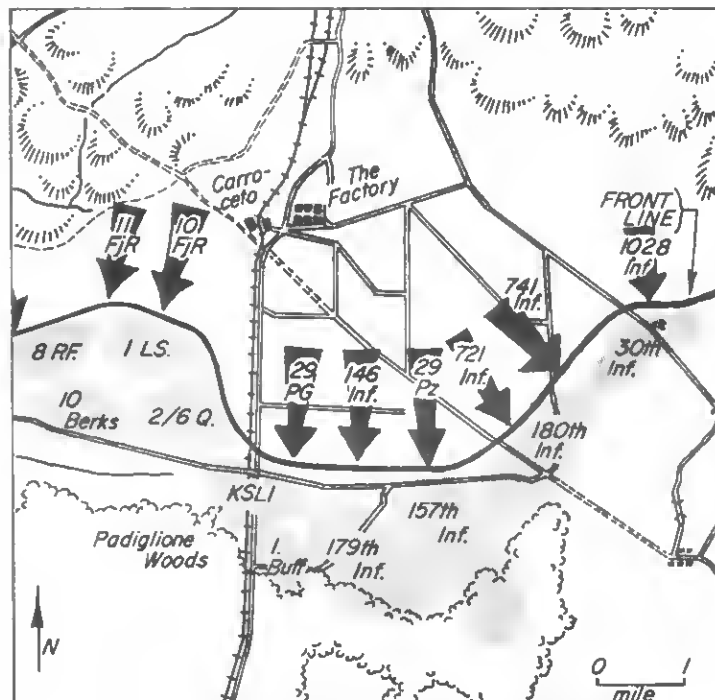 Carro-
ceto
The
Factory
FRONT
LINE
11
FjR
10
FjR
1028
Inf.
741
Inf.
8 RF.
1 LS.
29
PG
146
Inf.
29
Pz
721
Inf.
30th
Inf.
10
Berks
2/6 Q.
180th
Inf.
KSLI
157th
Inf.
Padiglione
Woods
1.
Buff
179th
Inf.
N
0 1
mile